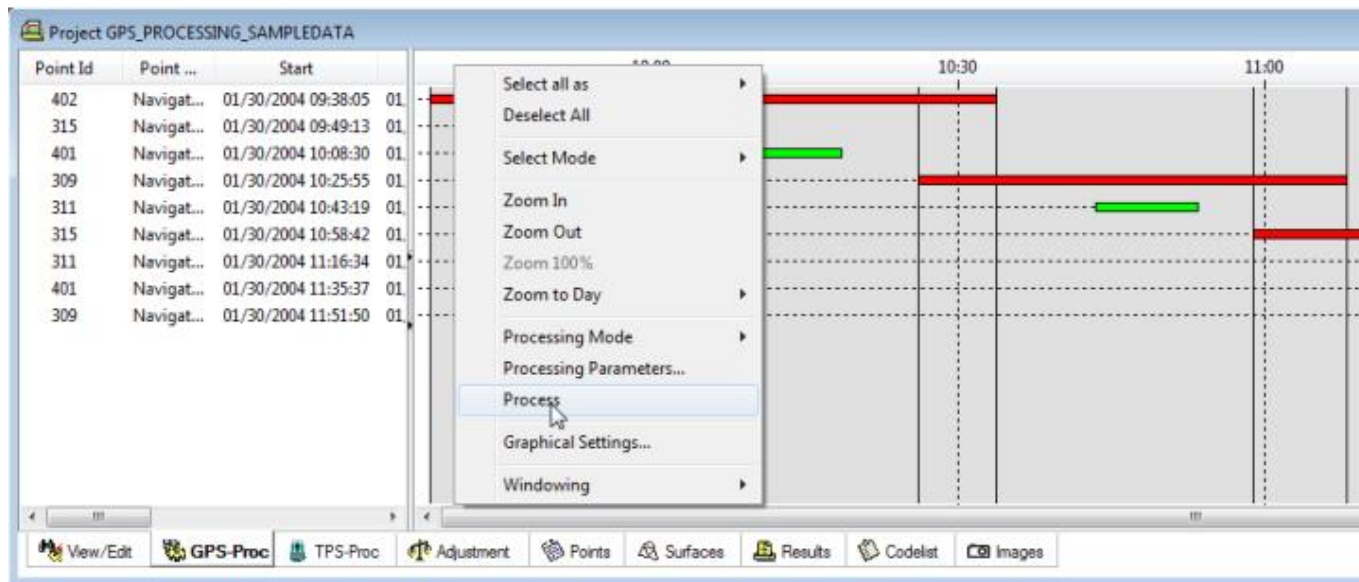 Project GPS_PROCESSING_SAMPLEDATA
Point Id Point ... Start
10:30 11:00
402 Navigat... 01/30/2004 09:38:05 01,
315 Navigat... 01/30/2004 09:49:13 01,
401 Navigat... 01/30/2004 10:08:30 01,
309 Navigat... 01/30/2004 10:25:55 01,
311 Navigat... 01/30/2004 10:43:19 01,
315 Navigat... 01/30/2004 10:58:42 01,
311 Navigat... 01/30/2004 11:16:34 01,
401 Navigat... 01/30/2004 11:35:37 01,
309 Navigat... 01/30/2004 11:51:50 01,
Select all as
Deselect All
Select Mode
Zoom In
Zoom Out
Zoom 100%
Zoom to Day
Processing Mode
Processing Parameters...
Process
Graphical Settings...
Windowing
View/Edit GPS-Proc TPS-Proc Adjustment Points Surfaces Results Codelist Images